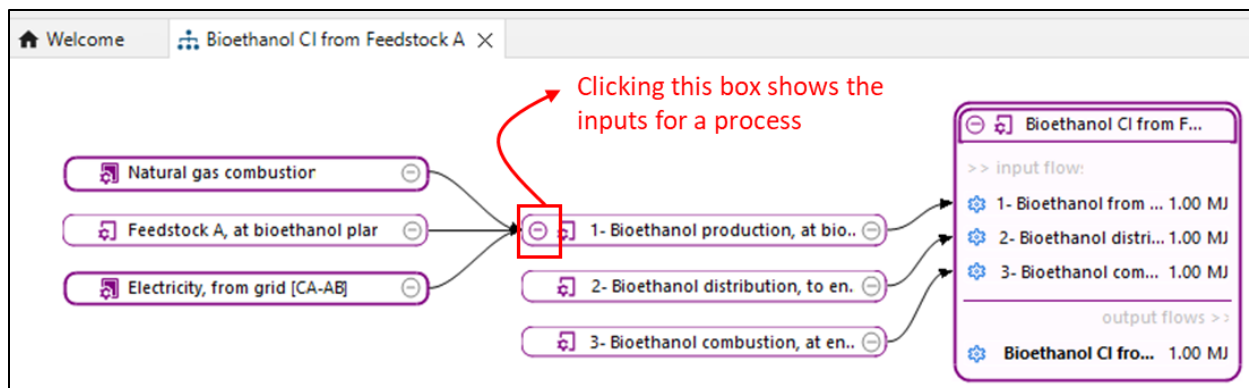 Welcome
Bioethanol CI from Feedstock A
Clicking this box shows the
inputs for a process
Bioethanol CI from F...
>> input flow:
Natural gas combustior
1- Bioethanol from ... 1.00 MJ
Feedstock A, at bioethanol plar
1- Bioethanol production, at bio..
2- Bioethanol distri... 1.00 MJ
3- Bioethanol com... 1.00 MJ
Electricity, from grid [CA-AB]
2- Bioethanol distribution, to en.
output flows >>
3- Bioethanol combustion, at en..
Bioethanol CI fro... 1.00 MJ